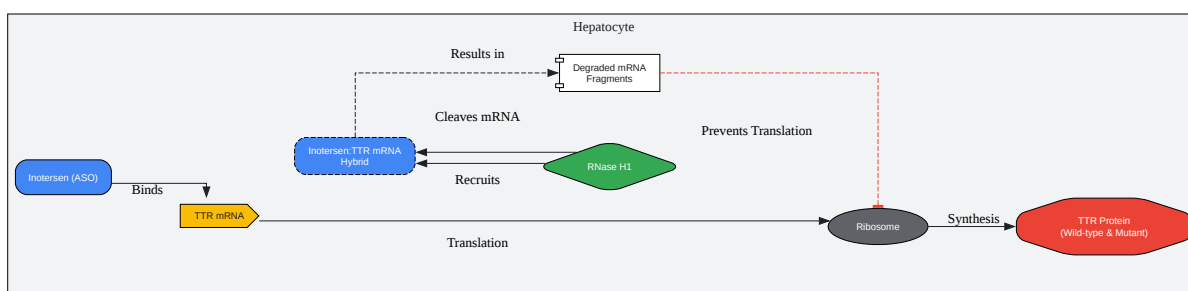 Hepatocyte
Results in
Degraded mRNA
Fragments
Cleaves mRNA
Prevents Translation
Inotersen:TTR mRNA
Hybrid
RNase H1
Inotersen (ASO)
Recruits
Binds
TTR mRNA
Translation
Ribosome
Synthesis
TTR Protein
(Wild-type & Mutant)